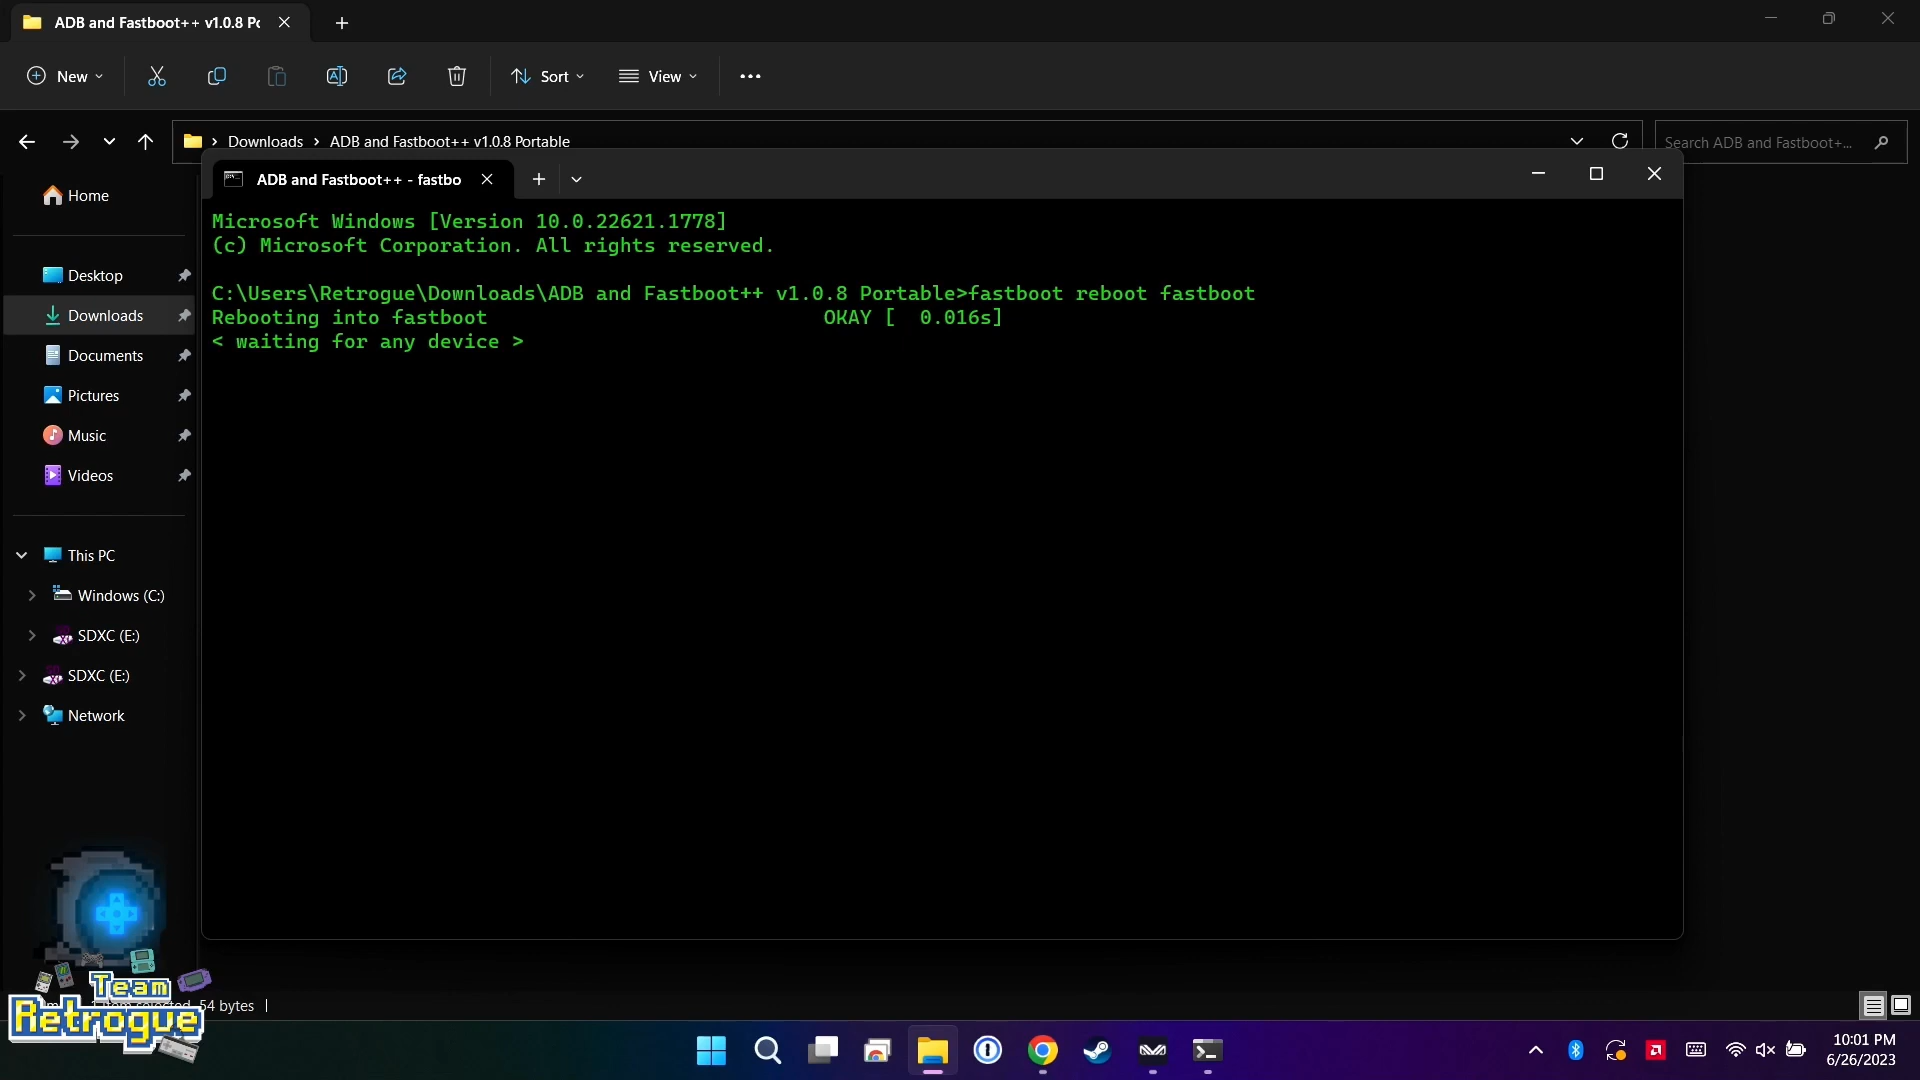 ADB and Fastboot++ v1.0.8 Po
New
Sort
View
Downloads > ADB and Fastboot++ v1.0.8 Portable
Search ADB and Fastboot+...
ADB and Fastboot++ - fastbo
Home
Desktop
Downloads
Documents
Pictures
Music
Videos
This PC
Windows (C:)
SDXC (E:)
SDXC (E:)
Network
Microsoft Windows [Version 10.0.22621.1778]
(c) Microsoft Corporation. All rights reserved.
C:\Users\Retrogue\Downloads\ADB and Fastboot++ v1.0.8 Portable>fastboot reboot fastboot
Rebooting into fastboot OKAY [ 0.016s]
< waiting for any device >
Team
Retrogue
1 item selected 54 bytes
10:01 PM
6/26/2023